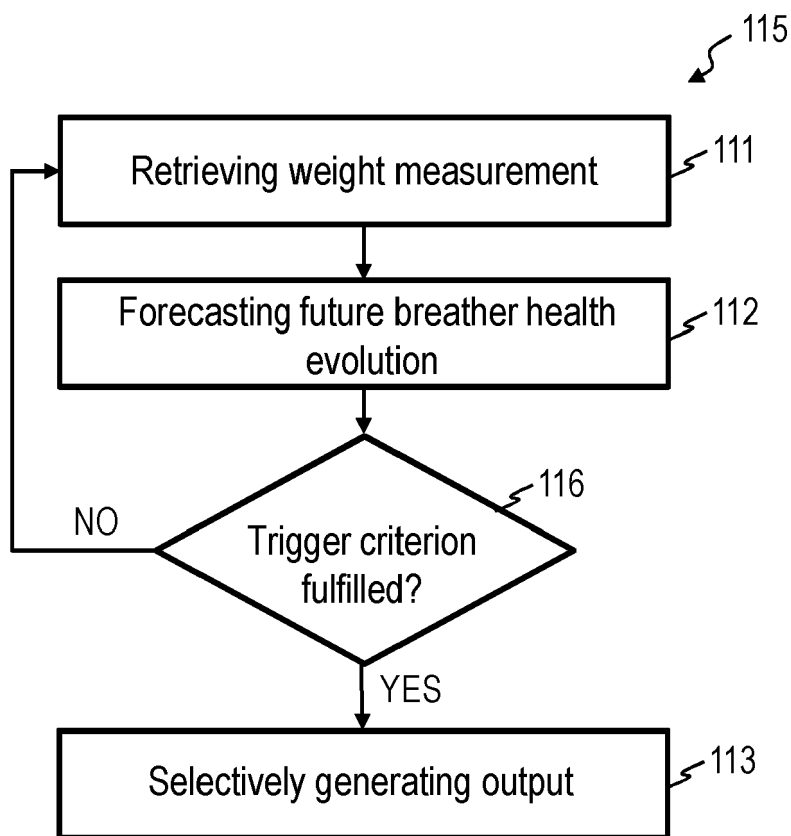 115
Retrieving weight measurement
111
Forecasting future breather health
evolution
112
116
Trigger criterion
fulfilled?
NO
YES
Selectively generating output
113